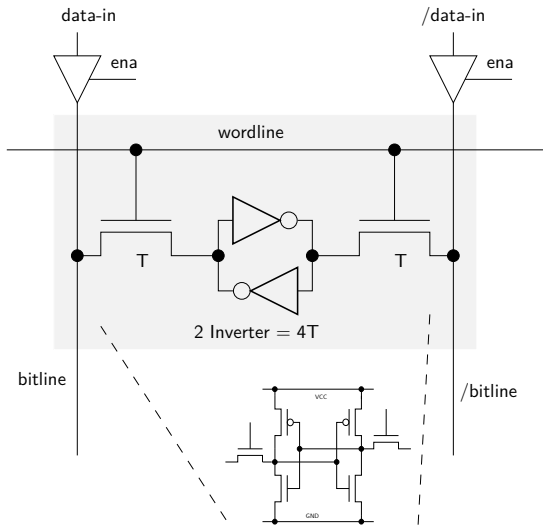 data-in
/data-in
ena
ena
wordline
T
T
2 Inverter = 4T
bitline
/bitline
VCC
GND